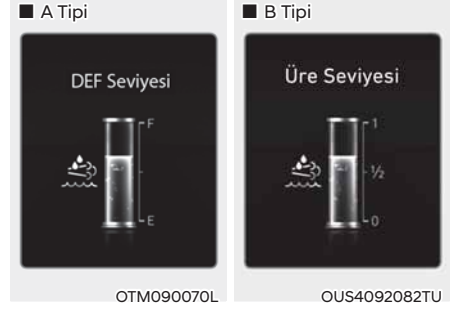 ■ A Tipi
DEF Seviyesi
F
E
OTM090070L
■ B Tipi
Üre Seviyesi
1
½
0
OUS4092082TU